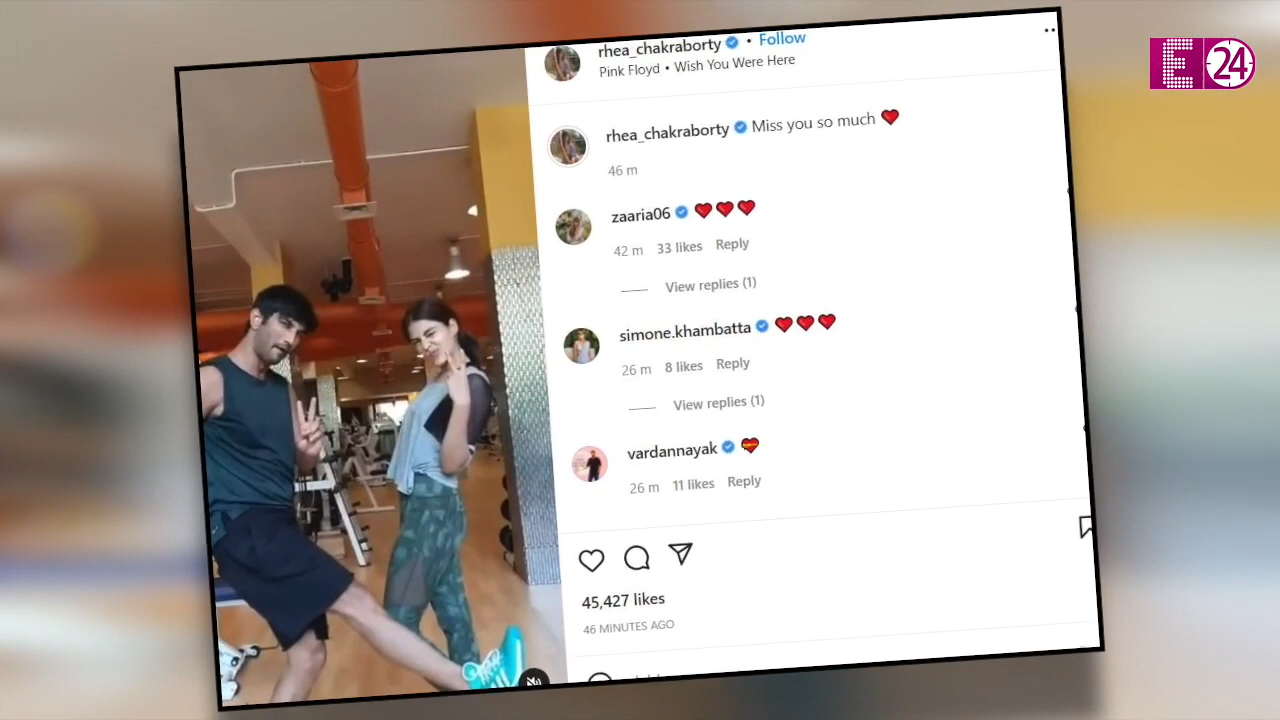 rhea_chakraborty • Follow
Pink Floyd • Wish You Were Here
E 24
rhea_chakraborty Miss you so much ❤️
46 m
zaaria06 ❤️❤️❤️
42 m 33 likes Reply
View replies (1)
simone.khambatta ❤️❤️❤️
26 m 8 likes Reply
View replies (1)
vardannayak 💝
26 m 11 likes Reply
45,427 likes
46 MINUTES AGO